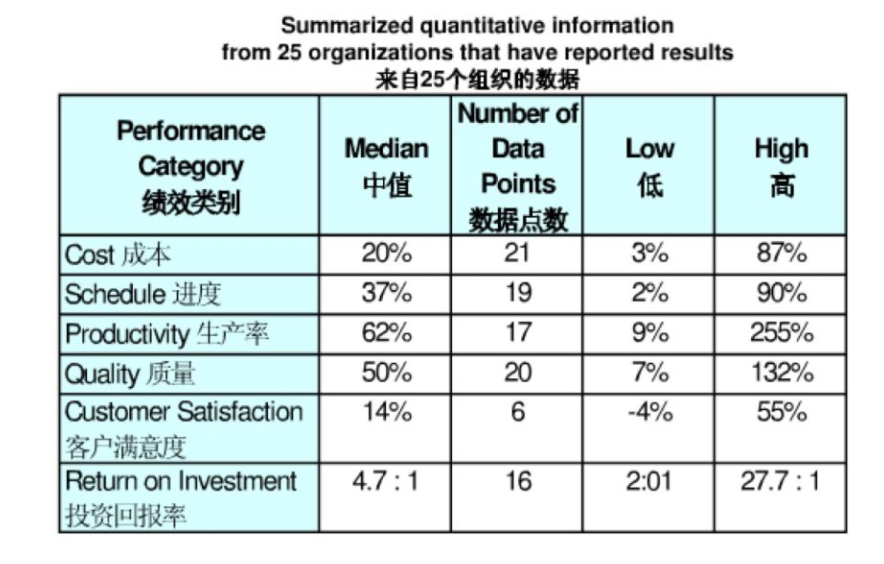 Summarized quantitative information
from 25 organizations that have reported results
来自25个组织的数据
Performance Category 绩效类别 Median 中值 Number of Data Points 数据点数 Low 低 High 高
Cost 成本 20% 21 3% 87%
Schedule 进度 37% 19 2% 90%
Productivity 生产率 62% 17 9% 255%
Quality 质量 50% 20 7% 132%
Customer Satisfaction 客户满意度 14% 6 -4% 55%
Return on Investment 投资回报率 4.7 : 1 16 2:01 27.7 : 1